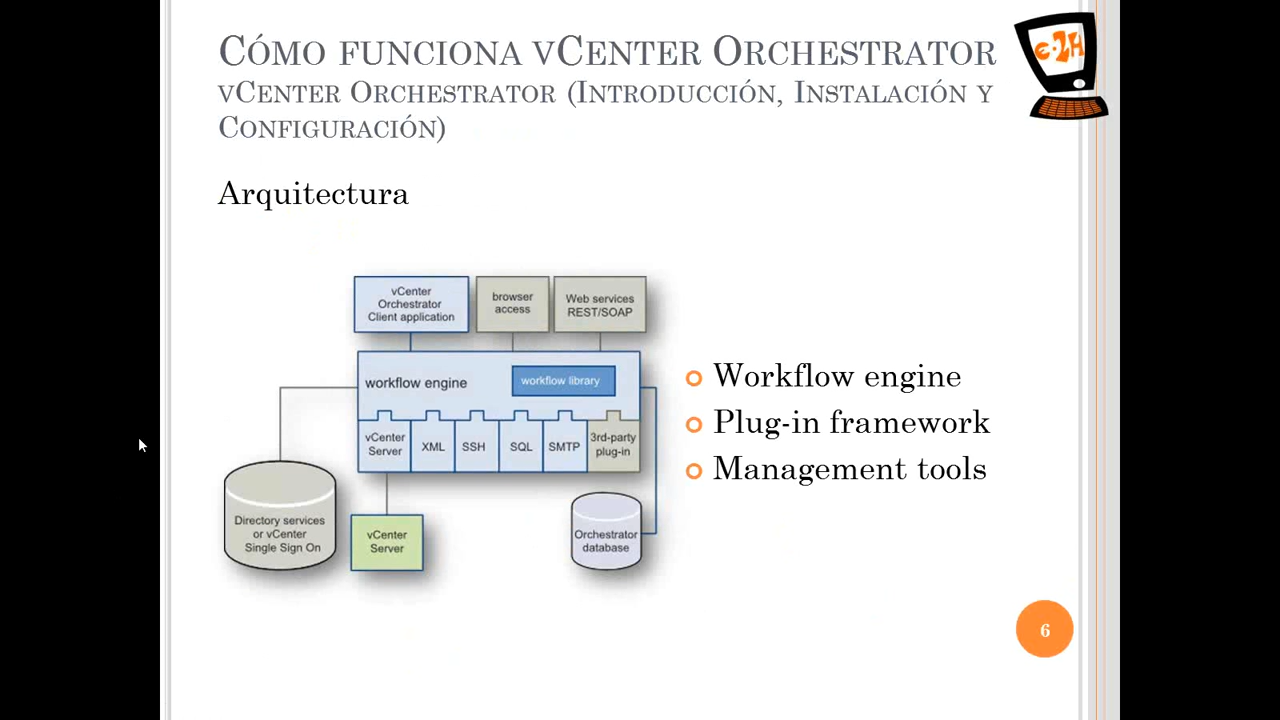 CÓMO FUNCIONA VCENTER ORCHESTRATOR
VCENTER ORCHESTRATOR (INTRODUCCIÓN, INSTALACIÓN Y
CONFIGURACIÓN)
e-2H
Arquitectura
vCenter
Orchestrator
Client application
browser
access
Web services
REST/SOAP
workflow engine
workflow library
vCenter
Server
XML
SSH
SQL
SMTP
3rd-party
plug-in
Directory services
or vCenter
Single Sign On
vCenter
Server
Orchestrator
database
Workflow engine
Plug-in framework
Management tools
6